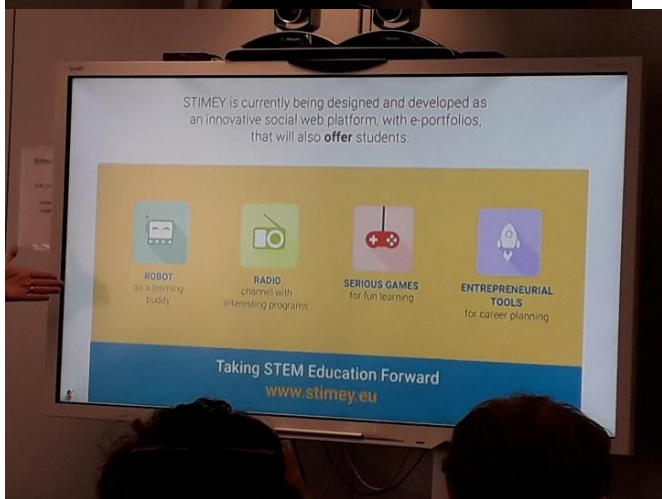 STIMEY is currently being designed and developed as
an innovative social web platform, with e-portfolios,
that will also offer students:
ROBOT
as a learning
buddy
RADIO
channel with
interesting programs
SERIOUS GAMES
for fun learning
ENTREPRENEURIAL
TOOLS
for career planning
Taking STEM Education Forward
www.stimey.eu